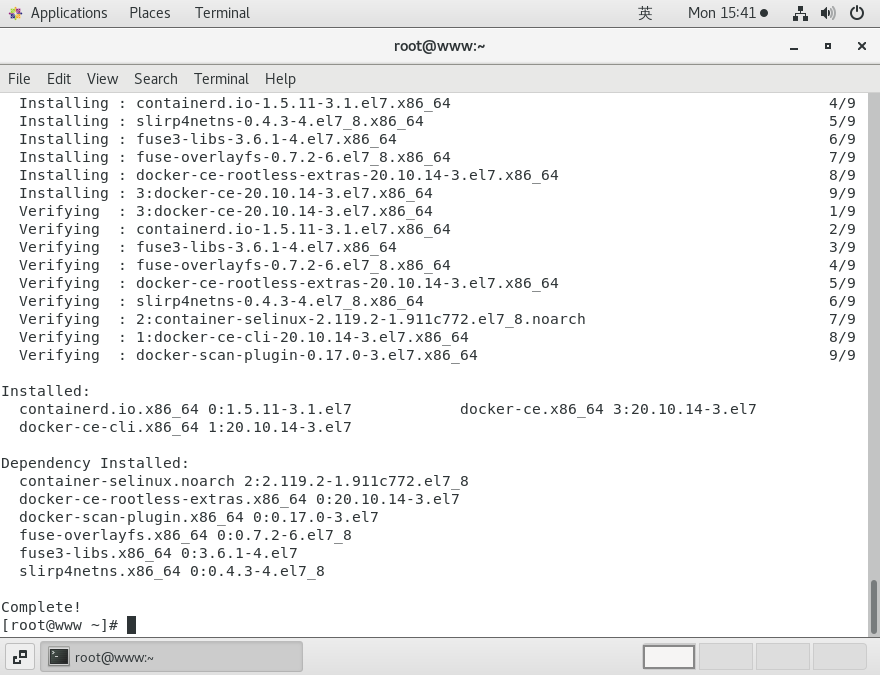 Applications Places Terminal 英 Mon 15:41
root@www:~
File Edit View Search Terminal Help
Installing : containerd.io-1.5.11-3.1.el7.x86_64 4/9
Installing : slirp4netns-0.4.3-4.el7_8.x86_64 5/9
Installing : fuse3-libs-3.6.1-4.el7.x86_64 6/9
Installing : fuse-overlayfs-0.7.2-6.el7_8.x86_64 7/9
Installing : docker-ce-rootless-extras-20.10.14-3.el7.x86_64 8/9
Installing : 3:docker-ce-20.10.14-3.el7.x86_64 9/9
Verifying : 3:docker-ce-20.10.14-3.el7.x86_64 1/9
Verifying : containerd.io-1.5.11-3.1.el7.x86_64 2/9
Verifying : fuse3-libs-3.6.1-4.el7.x86_64 3/9
Verifying : fuse-overlayfs-0.7.2-6.el7_8.x86_64 4/9
Verifying : docker-ce-rootless-extras-20.10.14-3.el7.x86_64 5/9
Verifying : slirp4netns-0.4.3-4.el7_8.x86_64 6/9
Verifying : 2:container-selinux-2.119.2-1.911c772.el7_8.noarch 7/9
Verifying : 1:docker-ce-cli-20.10.14-3.el7.x86_64 8/9
Verifying : docker-scan-plugin-0.17.0-3.el7.x86_64 9/9
Installed:
containerd.io.x86_64 0:1.5.11-3.1.el7 docker-ce.x86_64 3:20.10.14-3.el7
docker-ce-cli.x86_64 1:20.10.14-3.el7
Dependency Installed:
container-selinux.noarch 2:2.119.2-1.911c772.el7_8
docker-ce-rootless-extras.x86_64 0:20.10.14-3.el7
docker-scan-plugin.x86_64 0:0.17.0-3.el7
fuse-overlayfs.x86_64 0:0.7.2-6.el7_8
fuse3-libs.x86_64 0:3.6.1-4.el7
slirp4netns.x86_64 0:0.4.3-4.el7_8
Complete!
[root@www ~]#
root@www:~